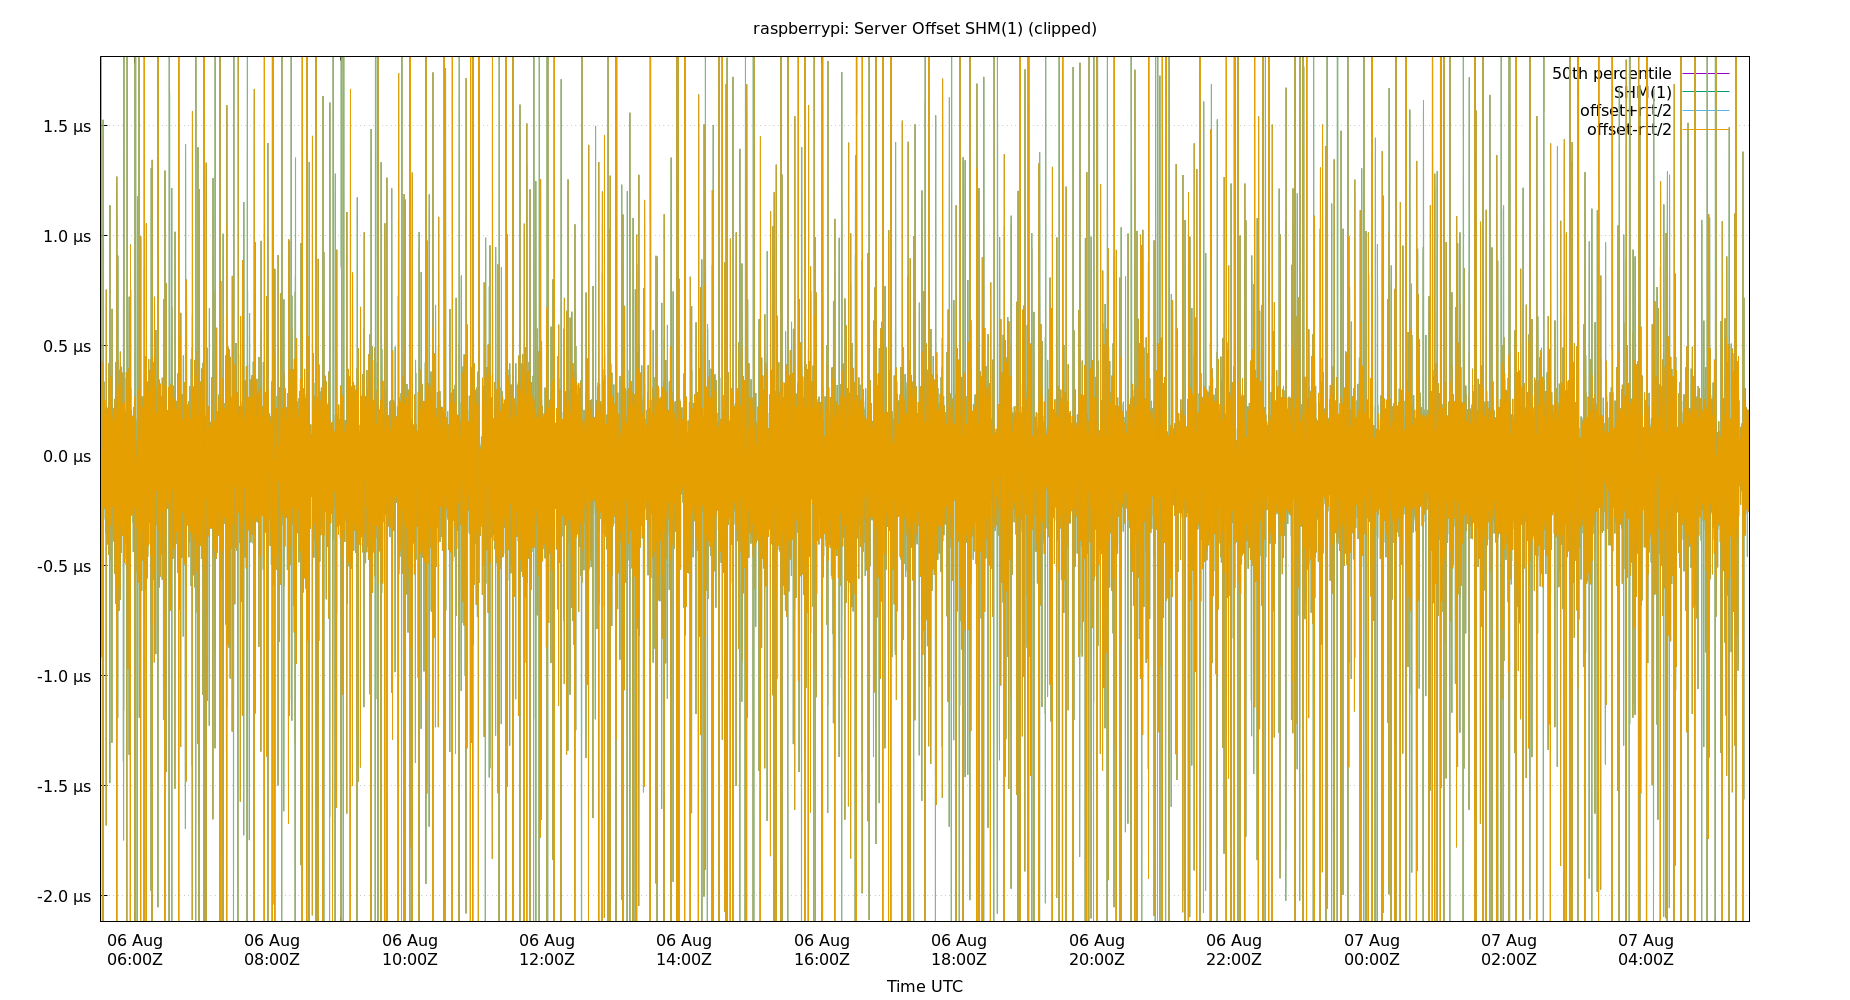 raspberrypi: Server Offset SHM(1) (clipped)
50th percentile
SHM(1)
offset+rtt/2
offset-rtt/2
1.5 µs
1.0 µs
0.5 µs
0.0 µs
-0.5 µs
-1.0 µs
-1.5 µs
-2.0 µs
06 Aug 06 Aug 06 Aug 06 Aug 06 Aug 06 Aug 06 Aug 06 Aug 06 Aug 07 Aug 07 Aug 07 Aug
06:00Z 08:00Z 10:00Z 12:00Z 14:00Z 16:00Z 18:00Z 20:00Z 22:00Z 00:00Z 02:00Z 04:00Z
Time UTC